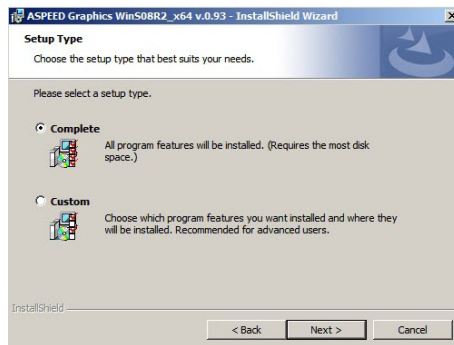 ASPEED Graphics WinS08R2_x64 v.0.93 - InstallShield Wizard
Setup Type
Choose the setup type that best suits your needs.
Please select a setup type.
Complete
All program features will be installed. (Requires the most disk
space.)
Custom
Choose which program features you want installed and where they
will be installed. Recommended for advanced users.
InstallShield
< Back Next > Cancel